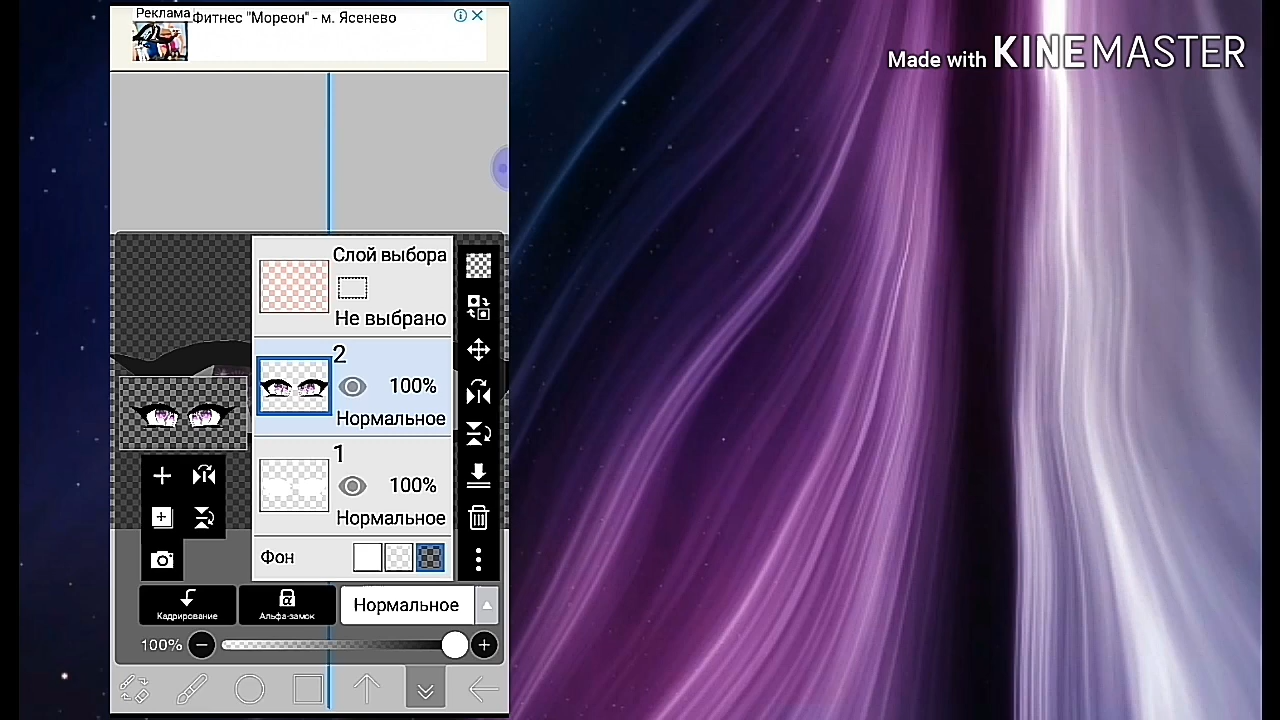 Реклама
Фитнес "Мореон" - м. Ясенево
Made with KINEMASTER
Слой выбора
Не выбрано
2
100%
Нормальное
1
100%
Нормальное
Фон
Кадрирование
α
Альфа-замок
Нормальное
100%